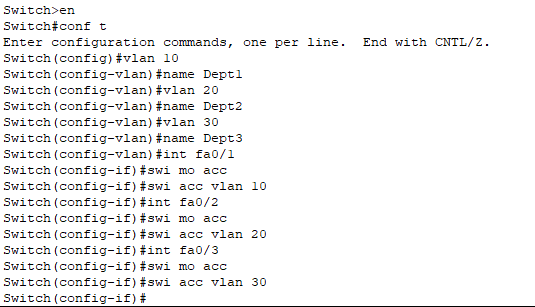 Switch>en
Switch#conf t
Enter configuration commands, one per line.  End with CNTL/Z.
Switch(config)#vlan 10
Switch(config-vlan)#name Dept1
Switch(config-vlan)#vlan 20
Switch(config-vlan)#name Dept2
Switch(config-vlan)#vlan 30
Switch(config-vlan)#name Dept3
Switch(config-vlan)#int fa0/1
Switch(config-if)#swi mo acc
Switch(config-if)#swi acc vlan 10
Switch(config-if)#int fa0/2
Switch(config-if)#swi mo acc
Switch(config-if)#swi acc vlan 20
Switch(config-if)#int fa0/3
Switch(config-if)#swi mo acc
Switch(config-if)#swi acc vlan 30
Switch(config-if)#